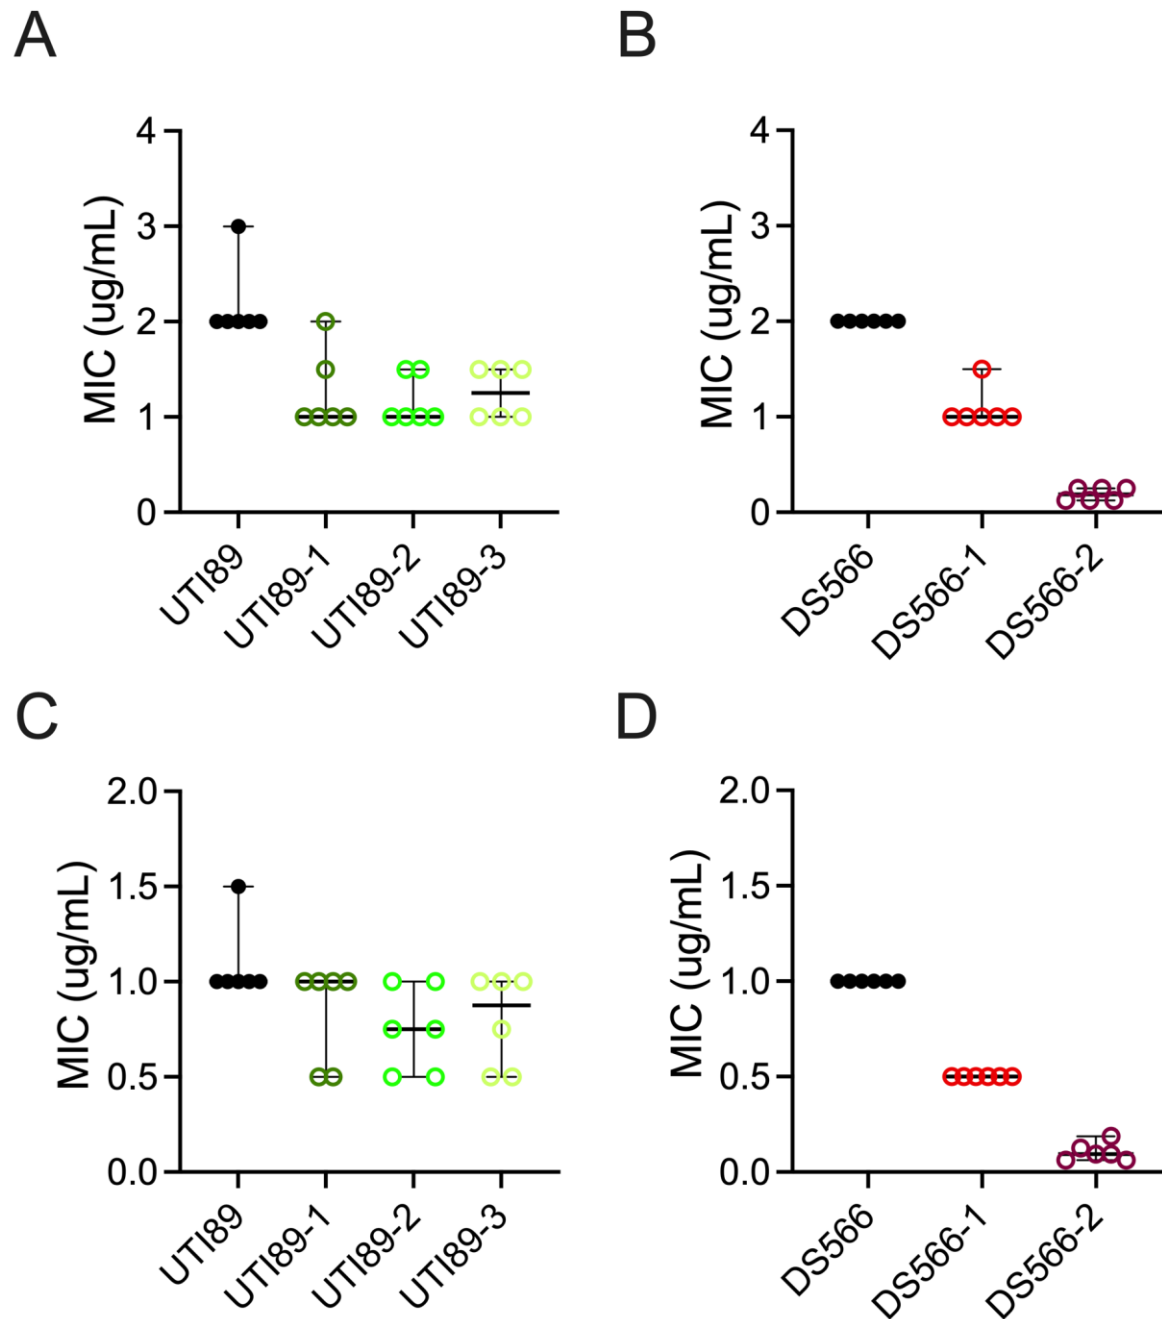 A
MIC (ug/mL)
4
3
2
1
0
UTI89
UTI89-1
UTI89-2
UTI89-3
B
MIC (ug/mL)
4
3
2
1
0
DS566
DS566-1
DS566-2
C
MIC (ug/mL)
2.0
1.5
1.0
0.5
0.0
UTI89
UTI89-1
UTI89-2
UTI89-3
D
MIC (ug/mL)
2.0
1.5
1.0
0.5
0.0
DS566
DS566-1
DS566-2